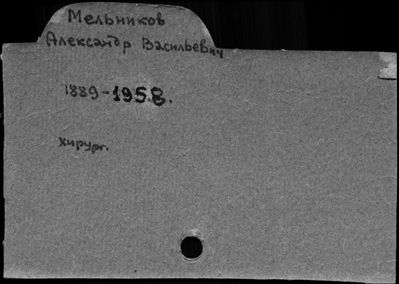 Мельников
Александр Васильевич
1889-1958.
хирург.